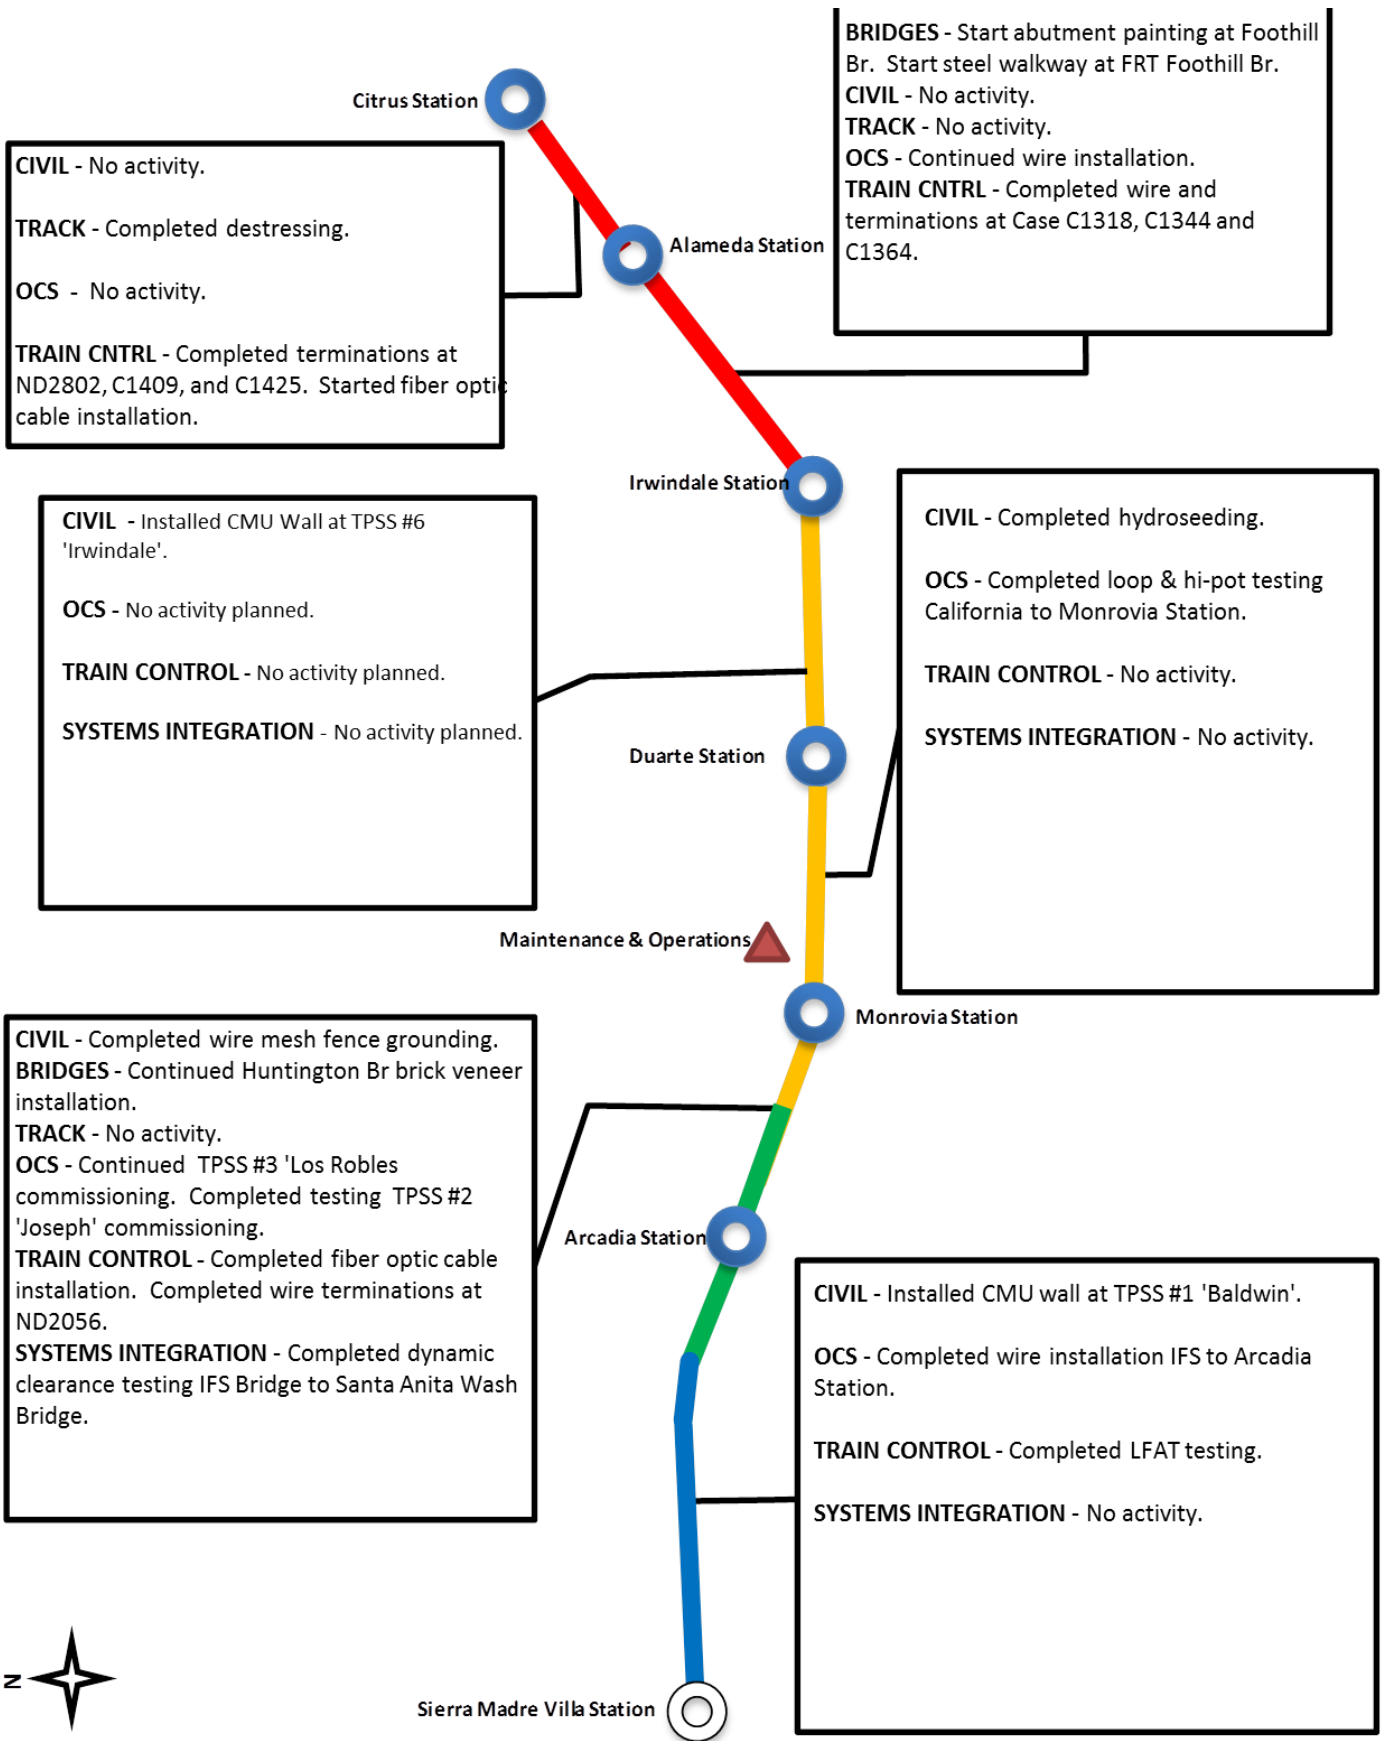 BRIDGES - Start abutment painting at Foothill
Br.  Start steel walkway at FRT Foothill Br.
CIVIL - No activity.
TRACK - No activity.
OCS - Continued wire installation.
TRAIN CNTRL - Completed wire and
terminations at Case C1318, C1344 and
C1364.
Citrus Station
CIVIL - No activity.
TRACK - Completed destressing.
OCS  -  No activity.
TRAIN CNTRL - Completed terminations at
ND2802, C1409, and C1425.  Started fiber optic
cable installation.
Alameda Station
Irwindale Station
CIVIL  - Installed CMU Wall at TPSS #6
'Irwindale'.
OCS - No activity planned.
TRAIN CONTROL - No activity planned.
SYSTEMS INTEGRATION - No activity planned.
CIVIL - Completed hydroseeding.
OCS - Completed loop & hi-pot testing
California to Monrovia Station.
TRAIN CONTROL - No activity.
SYSTEMS INTEGRATION - No activity.
Duarte Station
Maintenance & Operations
Monrovia Station
CIVIL - Completed wire mesh fence grounding.
BRIDGES - Continued Huntington Br brick veneer
installation.
TRACK - No activity.
OCS - Continued  TPSS #3 'Los Robles
commissioning.  Completed testing  TPSS #2
'Joseph' commissioning.
TRAIN CONTROL - Completed fiber optic cable
installation.  Completed wire terminations at
ND2056.
SYSTEMS INTEGRATION - Completed dynamic
clearance testing IFS Bridge to Santa Anita Wash
Bridge.
Arcadia Station
CIVIL - Installed CMU wall at TPSS #1 'Baldwin'.
OCS - Completed wire installation IFS to Arcadia
Station.
TRAIN CONTROL - Completed LFAT testing.
SYSTEMS INTEGRATION - No activity.
N
Sierra Madre Villa Station